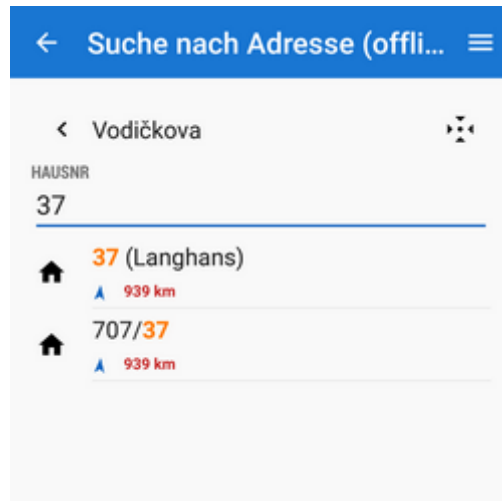 Suche nach Adresse (offli...
Vodičkova
HAUSNR
37
37 (Langhans)
939 km
707/37
939 km